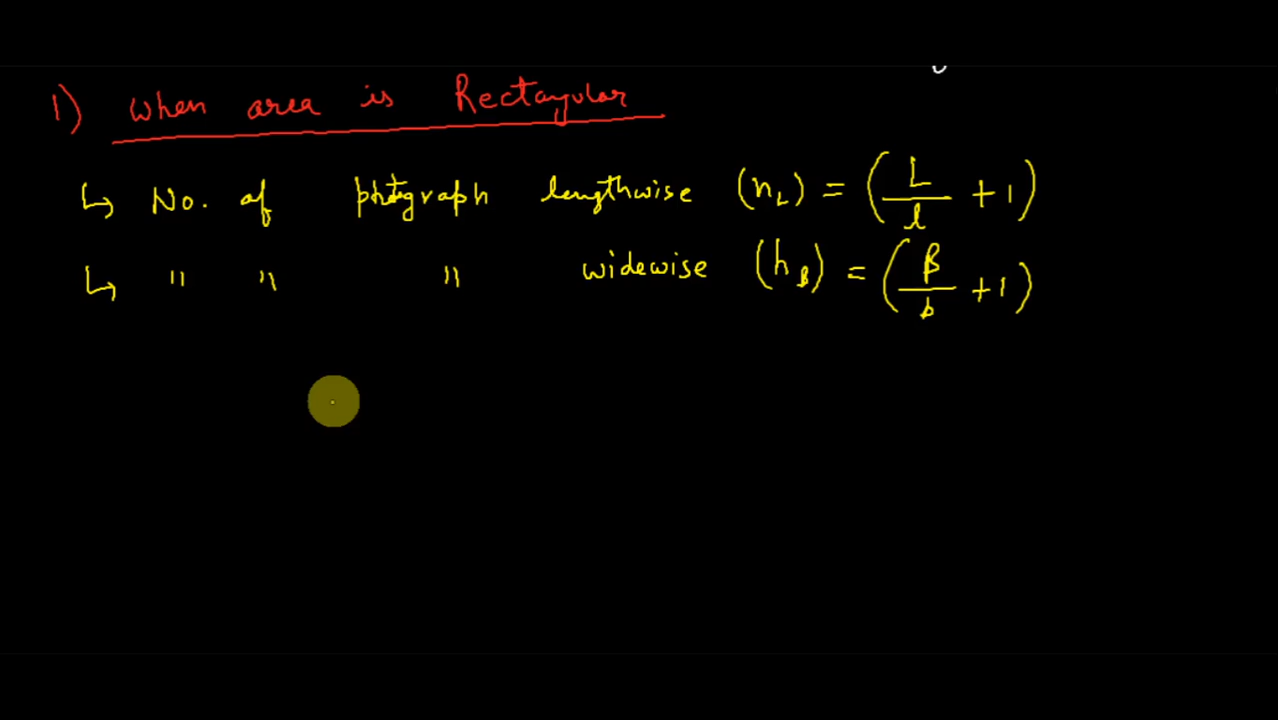 1) When area is Rectangular
↳ No. of photograph lengthwise (n_L) = (L/l + 1)
↳ " " " widewise (n_B) = (B/b + 1)